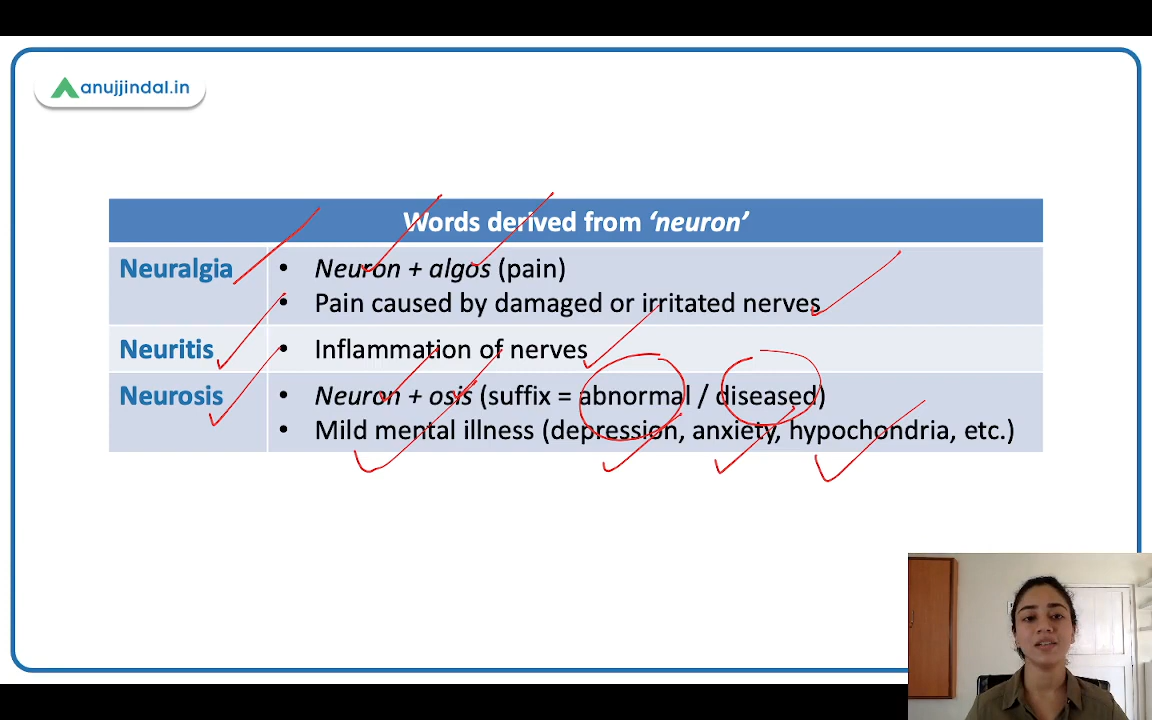 anujjindal.in
Words derived from ‘neuron’
Neuralgia
• Neuron + algos (pain)
• Pain caused by damaged or irritated nerves
Neuritis
• Inflammation of nerves
Neurosis
• Neuron + osis (suffix = abnormal / diseased)
• Mild mental illness (depression, anxiety, hypochondria, etc.)